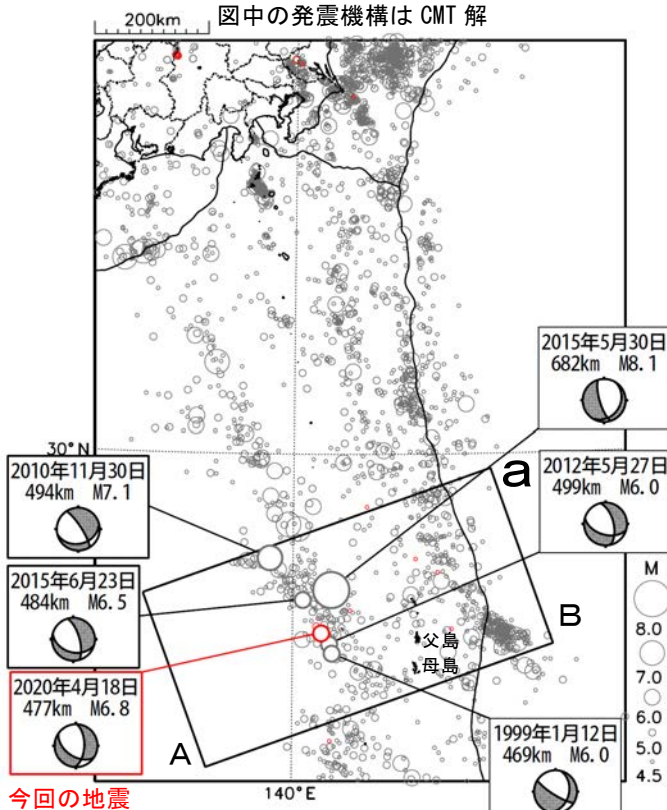 図中の発震機構は CMT 解
200km
2015年5月30日
682km M8.1
30°N
a
2010年11月30日
494km M7.1
2012年5月27日
499km M6.0
2015年6月23日
484km M6.5
B
M
8.0
7.0
6.0
5.0
4.5
父島
母島
2020年4月18日
477km M6.8
A
1999年1月12日
469km M6.0
今回の地震
140°E